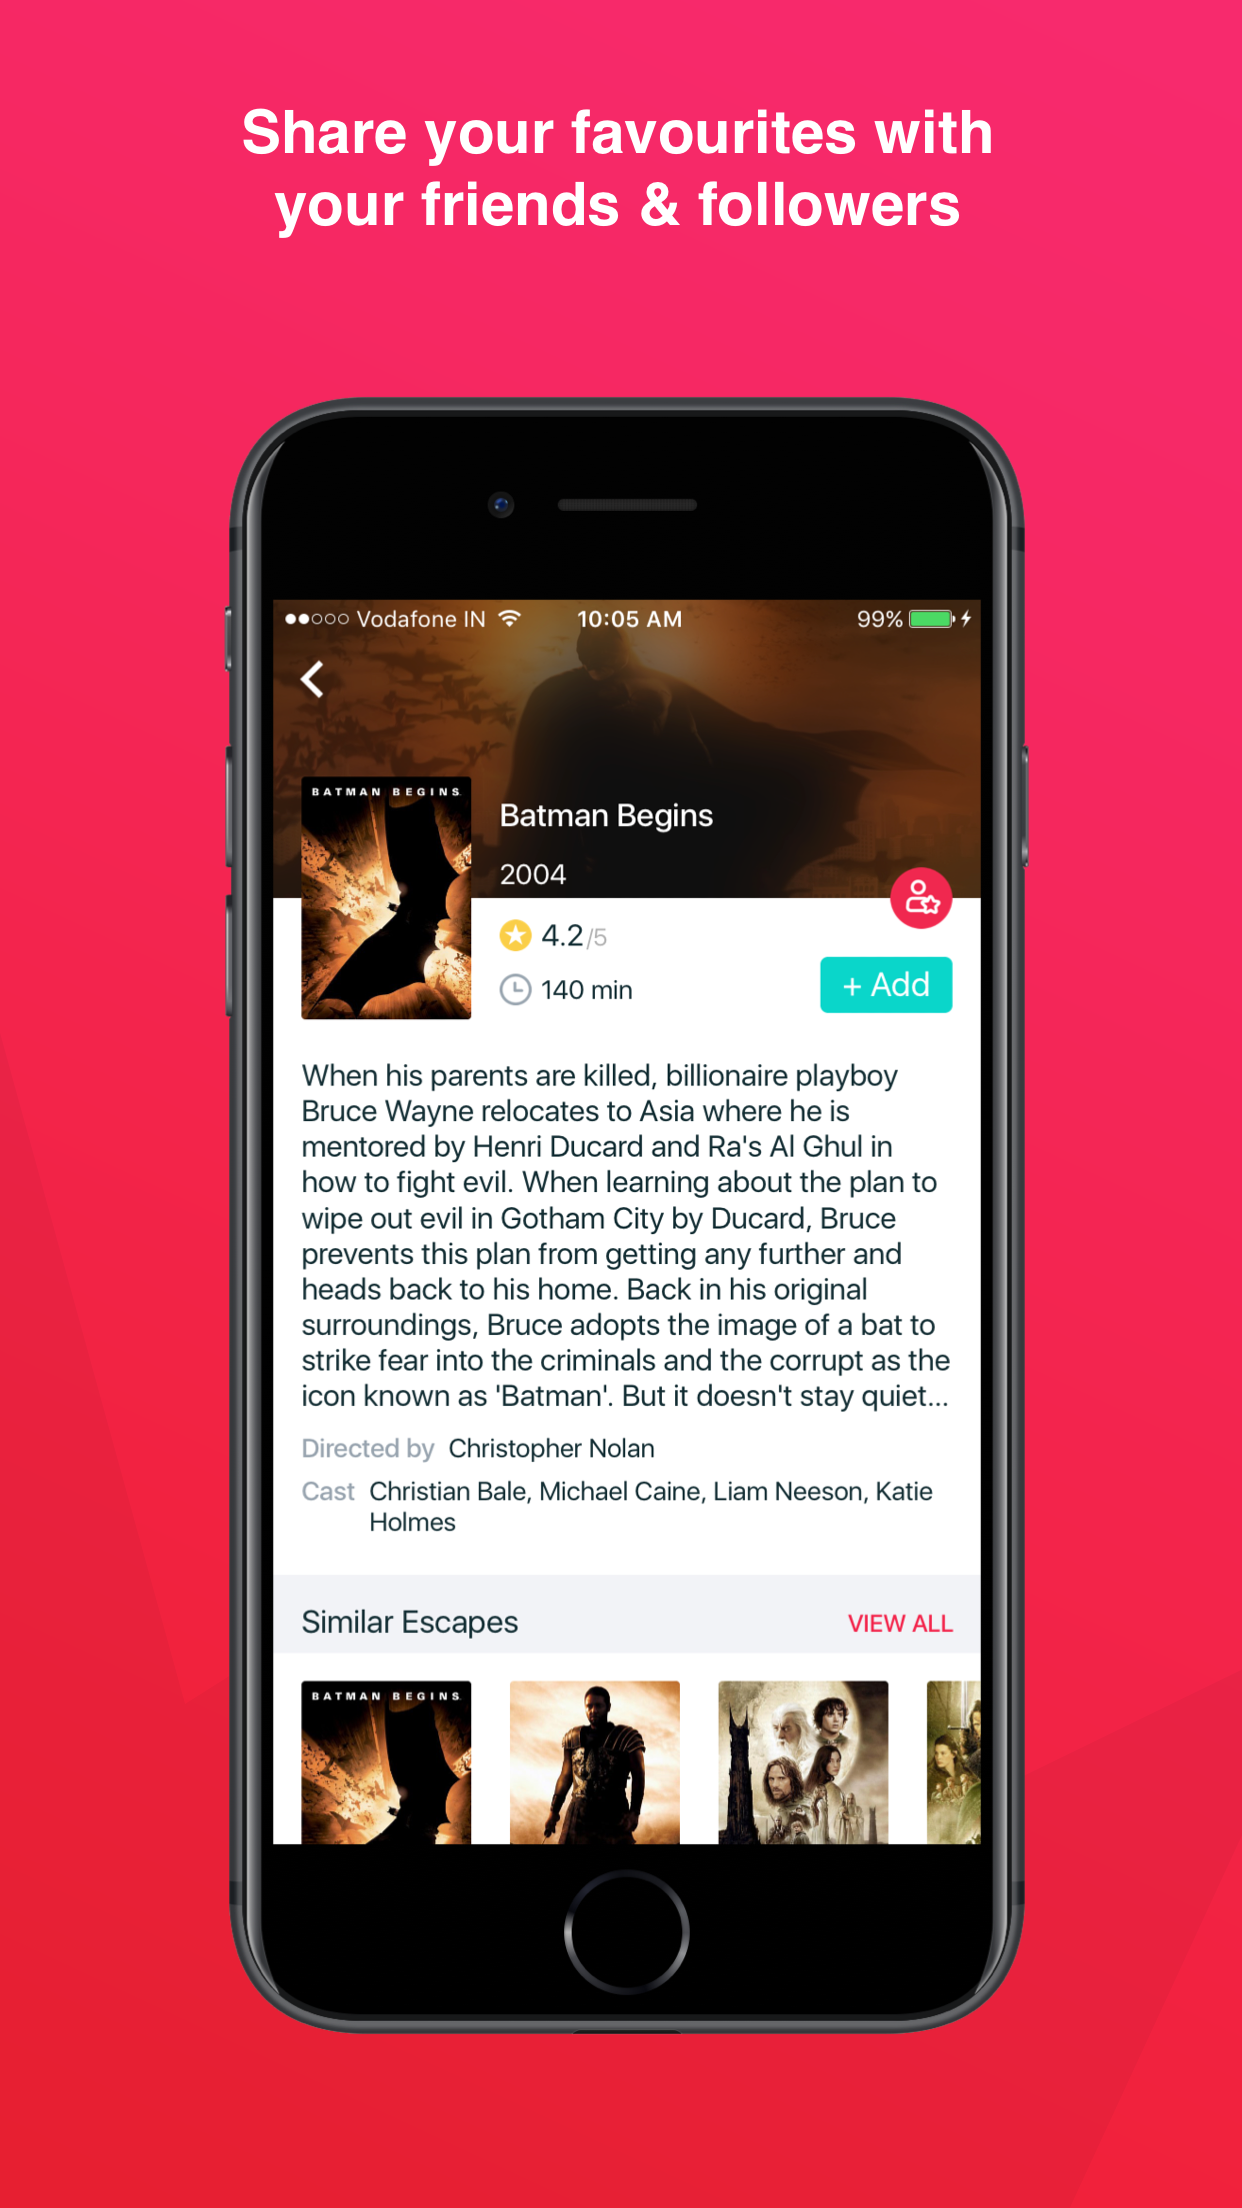 Share your favourites with
your friends & followers
Vodafone IN 10:05 AM 99%
BATMAN BEGINS
Batman Begins
2004
4.2/5
140 min
+ Add
When his parents are killed, billionaire playboy
Bruce Wayne relocates to Asia where he is
mentored by Henri Ducard and Ra's Al Ghul in
how to fight evil. When learning about the plan to
wipe out evil in Gotham City by Ducard, Bruce
prevents this plan from getting any further and
heads back to his home. Back in his original
surroundings, Bruce adopts the image of a bat to
strike fear into the criminals and the corrupt as the
icon known as 'Batman'. But it doesn't stay quiet...
Directed by Christopher Nolan
Cast Christian Bale, Michael Caine, Liam Neeson, Katie
Holmes
Similar Escapes VIEW ALL
BATMAN BEGINS